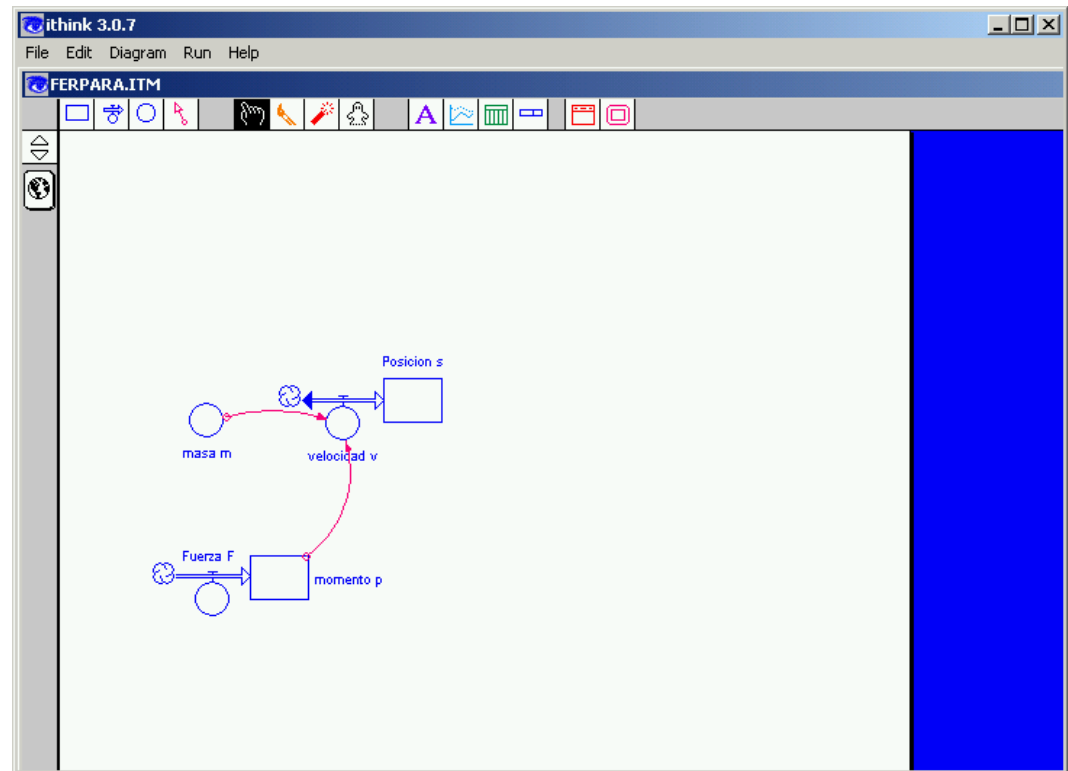 ithink 3.0.7
File Edit Diagram Run Help
FERPARA.ITM
A
Posicion s
masa m
velocidad v
Fuerza F
momento p